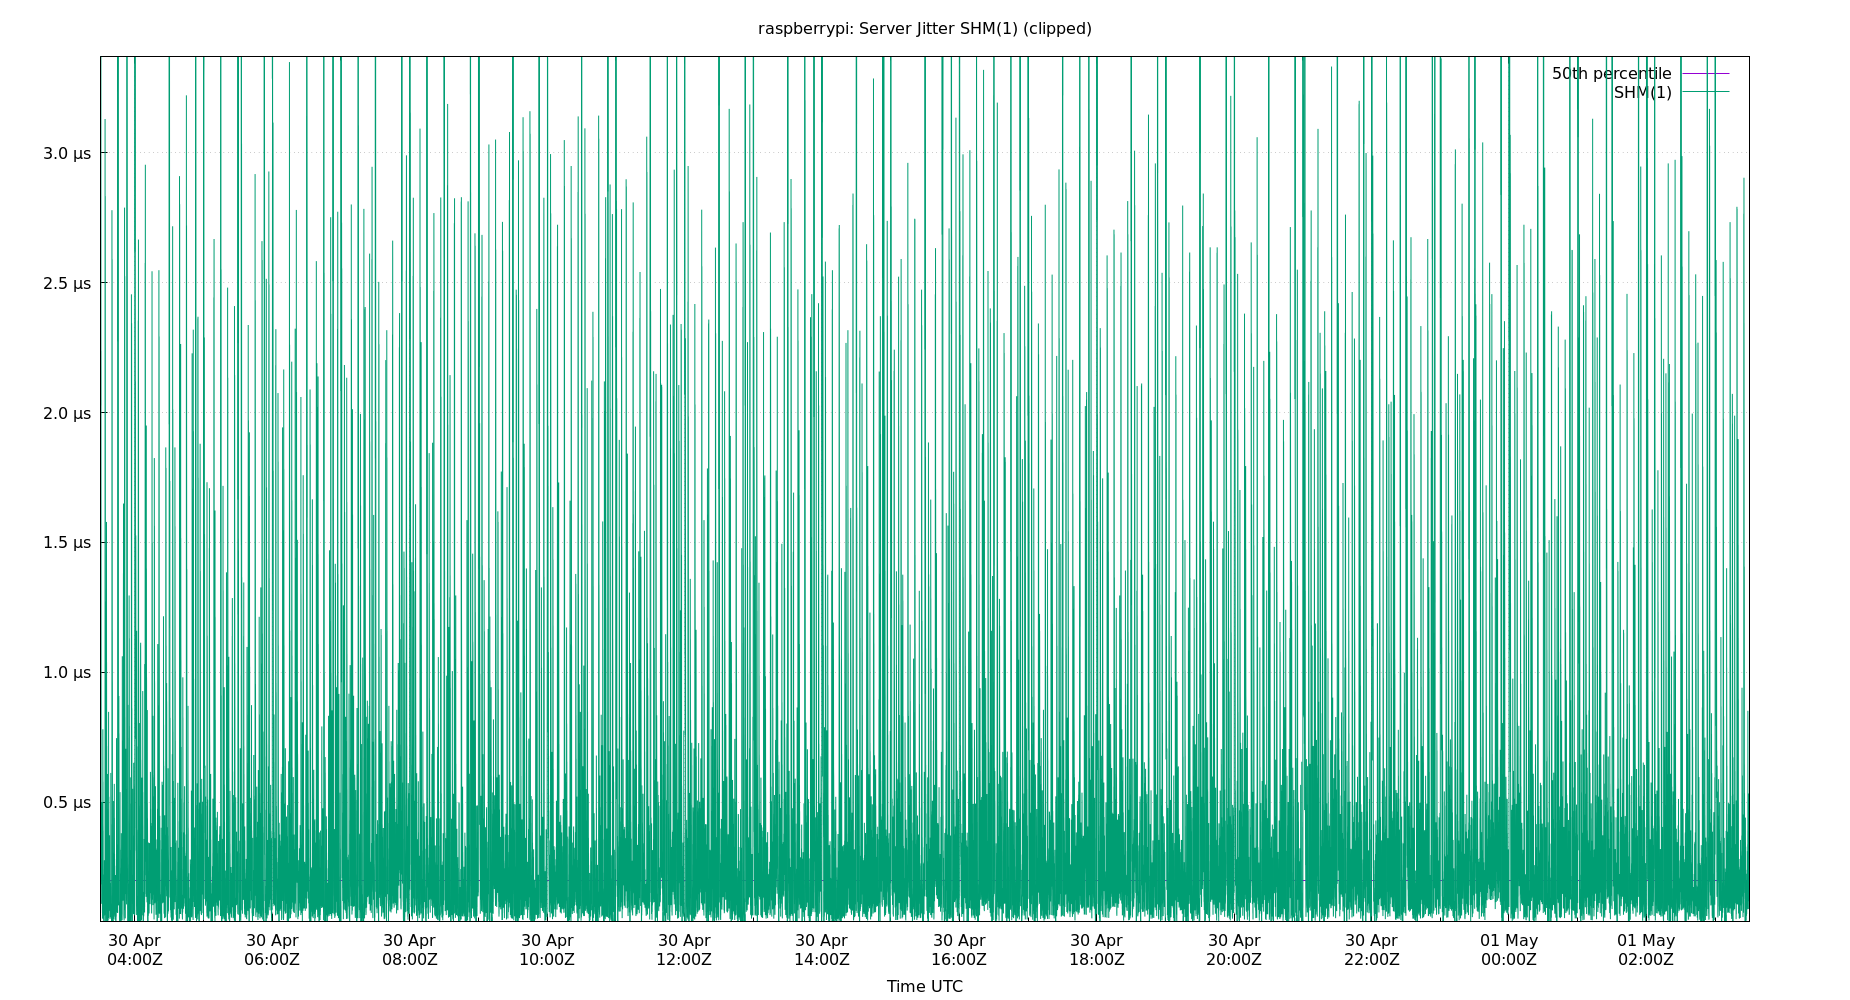 raspberrypi: Server Jitter SHM(1) (clipped)
50th percentile
SHM(1)
3.0 µs
2.5 µs
2.0 µs
1.5 µs
1.0 µs
0.5 µs
30 Apr 30 Apr 30 Apr 30 Apr 30 Apr 30 Apr 30 Apr 30 Apr 30 Apr 30 Apr 01 May 01 May
04:00Z 06:00Z 08:00Z 10:00Z 12:00Z 14:00Z 16:00Z 18:00Z 20:00Z 22:00Z 00:00Z 02:00Z
Time UTC